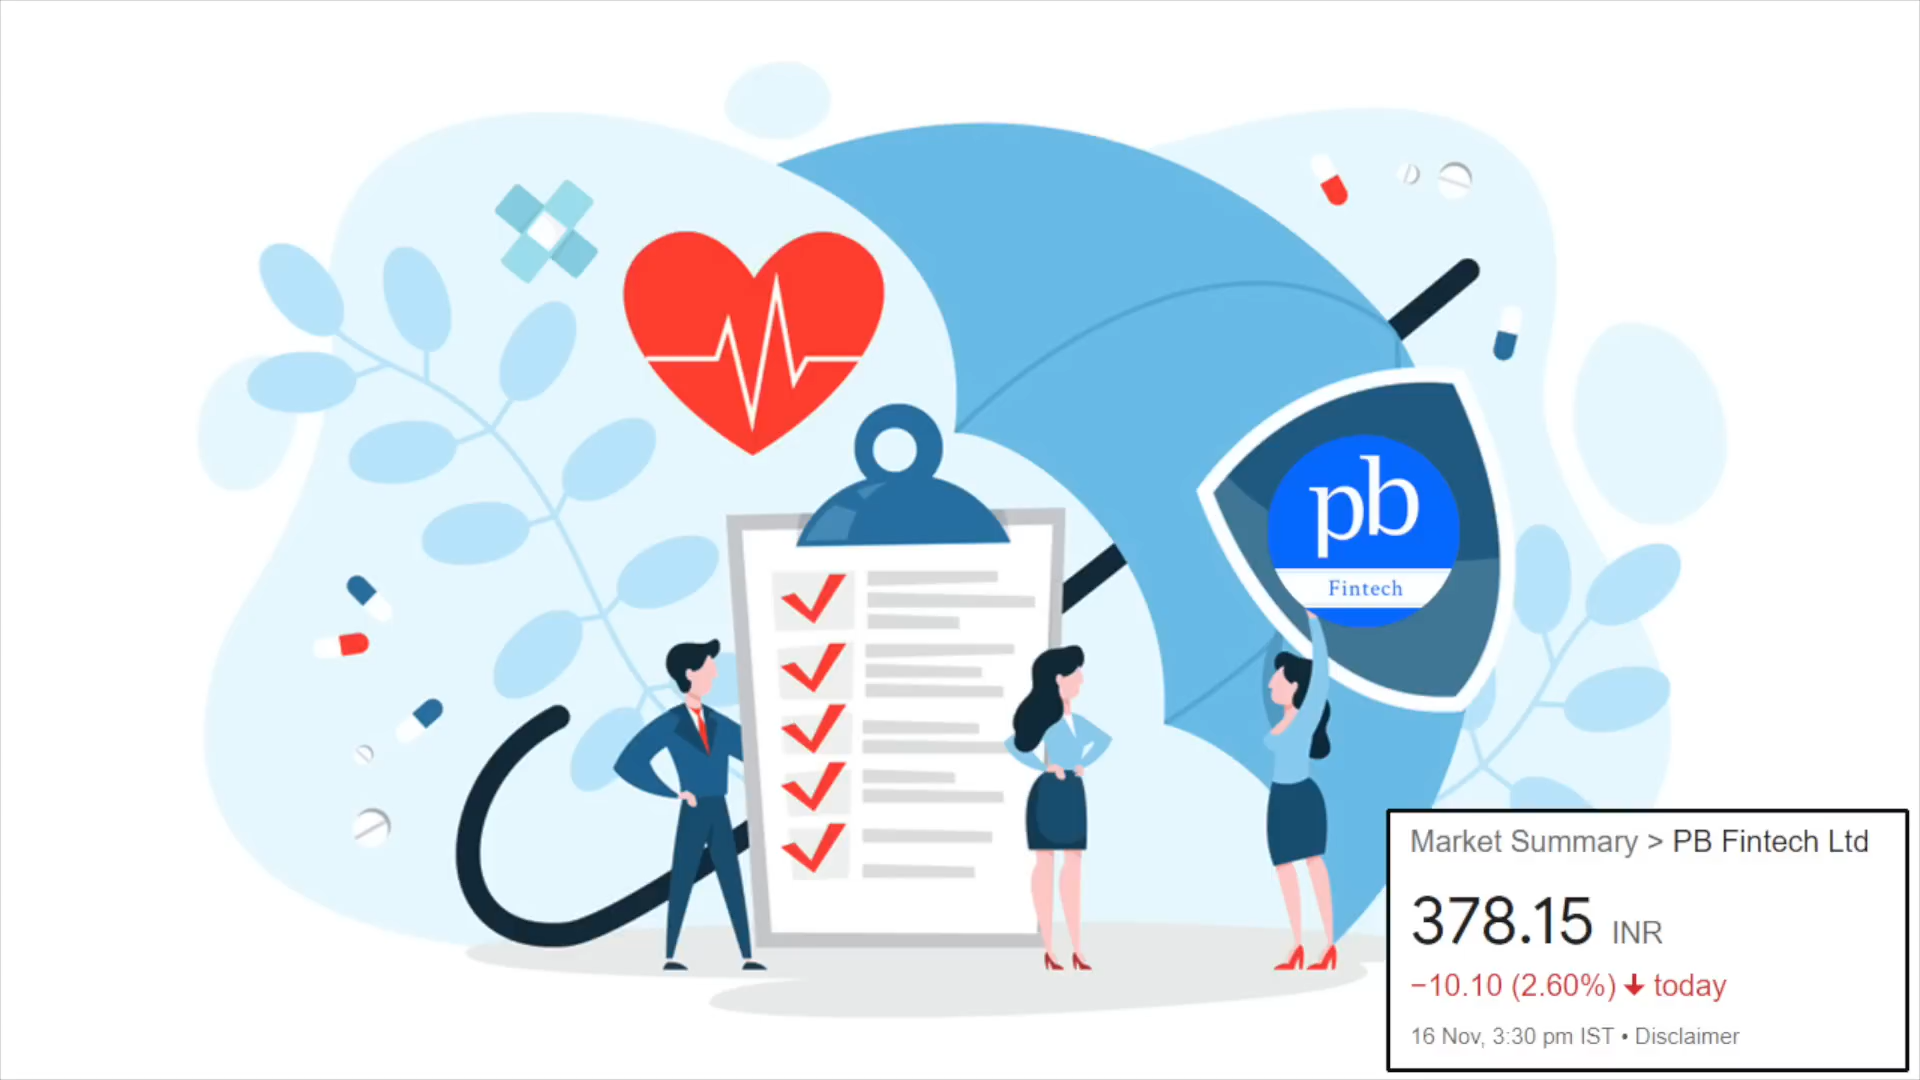 pb
Fintech
Market Summary > PB Fintech Ltd
378.15 INR
−10.10 (2.60%) ↓ today
16 Nov, 3:30 pm IST • Disclaimer